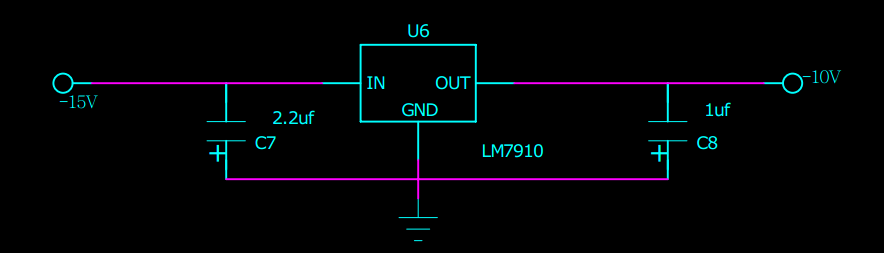 U6
IN OUT
GND
-15V
-10V
2.2uf
C7
1uf
C8
LM7910
+
+